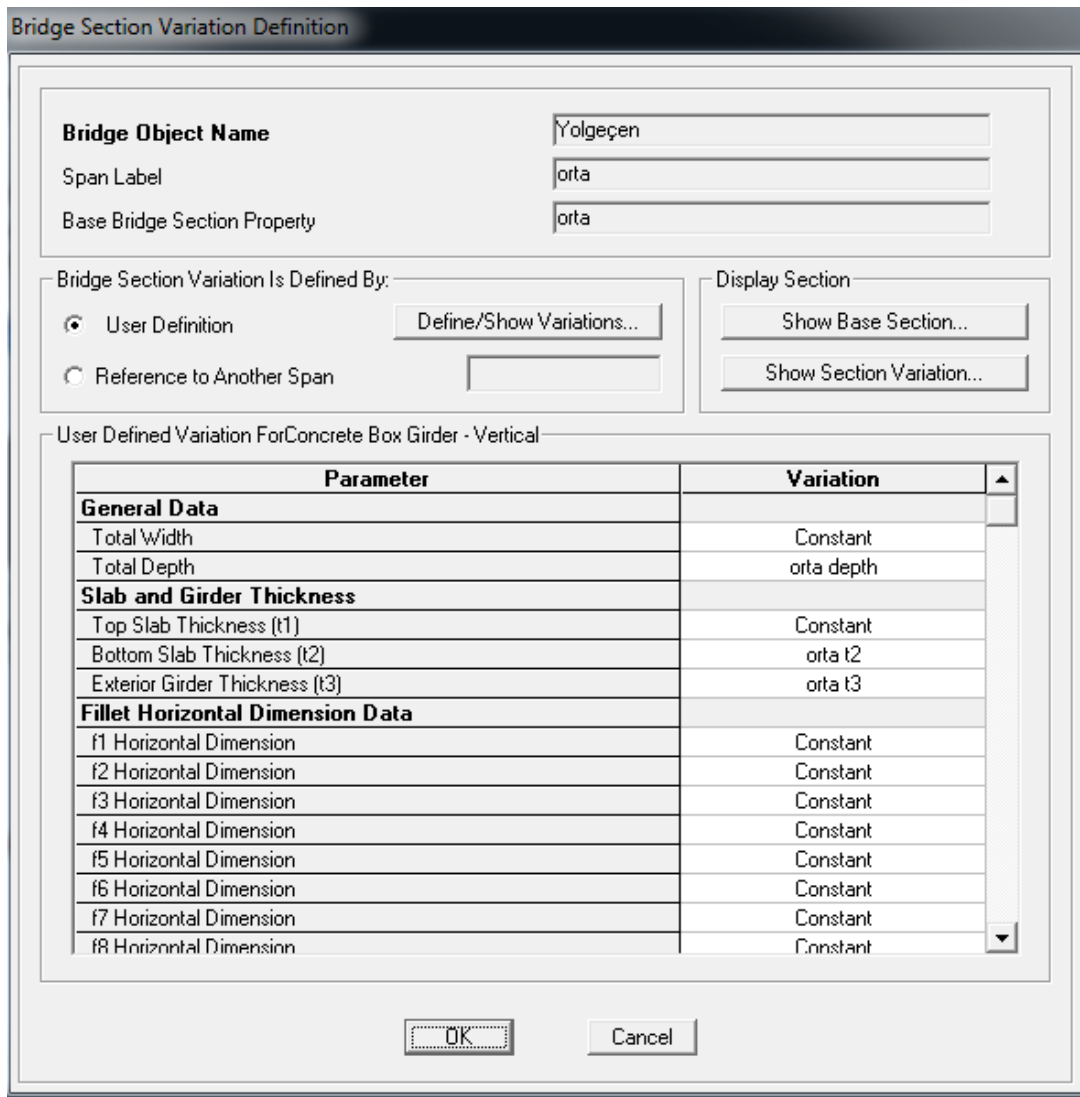 Bridge Section Variation Definition
Bridge Object Name Yolgeçen
Span Label orta
Base Bridge Section Property orta
Bridge Section Variation Is Defined By:
User Definition Define/Show Variations...
Reference to Another Span
Display Section
Show Base Section...
Show Section Variation...
User Defined Variation ForConcrete Box Girder - Vertical
Parameter Variation
General Data
Total Width Constant
Total Depth orta depth
Slab and Girder Thickness
Top Slab Thickness (t1) Constant
Bottom Slab Thickness (t2) orta t2
Exterior Girder Thickness (t3) orta t3
Fillet Horizontal Dimension Data
f1 Horizontal Dimension Constant
f2 Horizontal Dimension Constant
f3 Horizontal Dimension Constant
f4 Horizontal Dimension Constant
f5 Horizontal Dimension Constant
f6 Horizontal Dimension Constant
f7 Horizontal Dimension Constant
f8 Horizontal Dimension Constant
OK Cancel